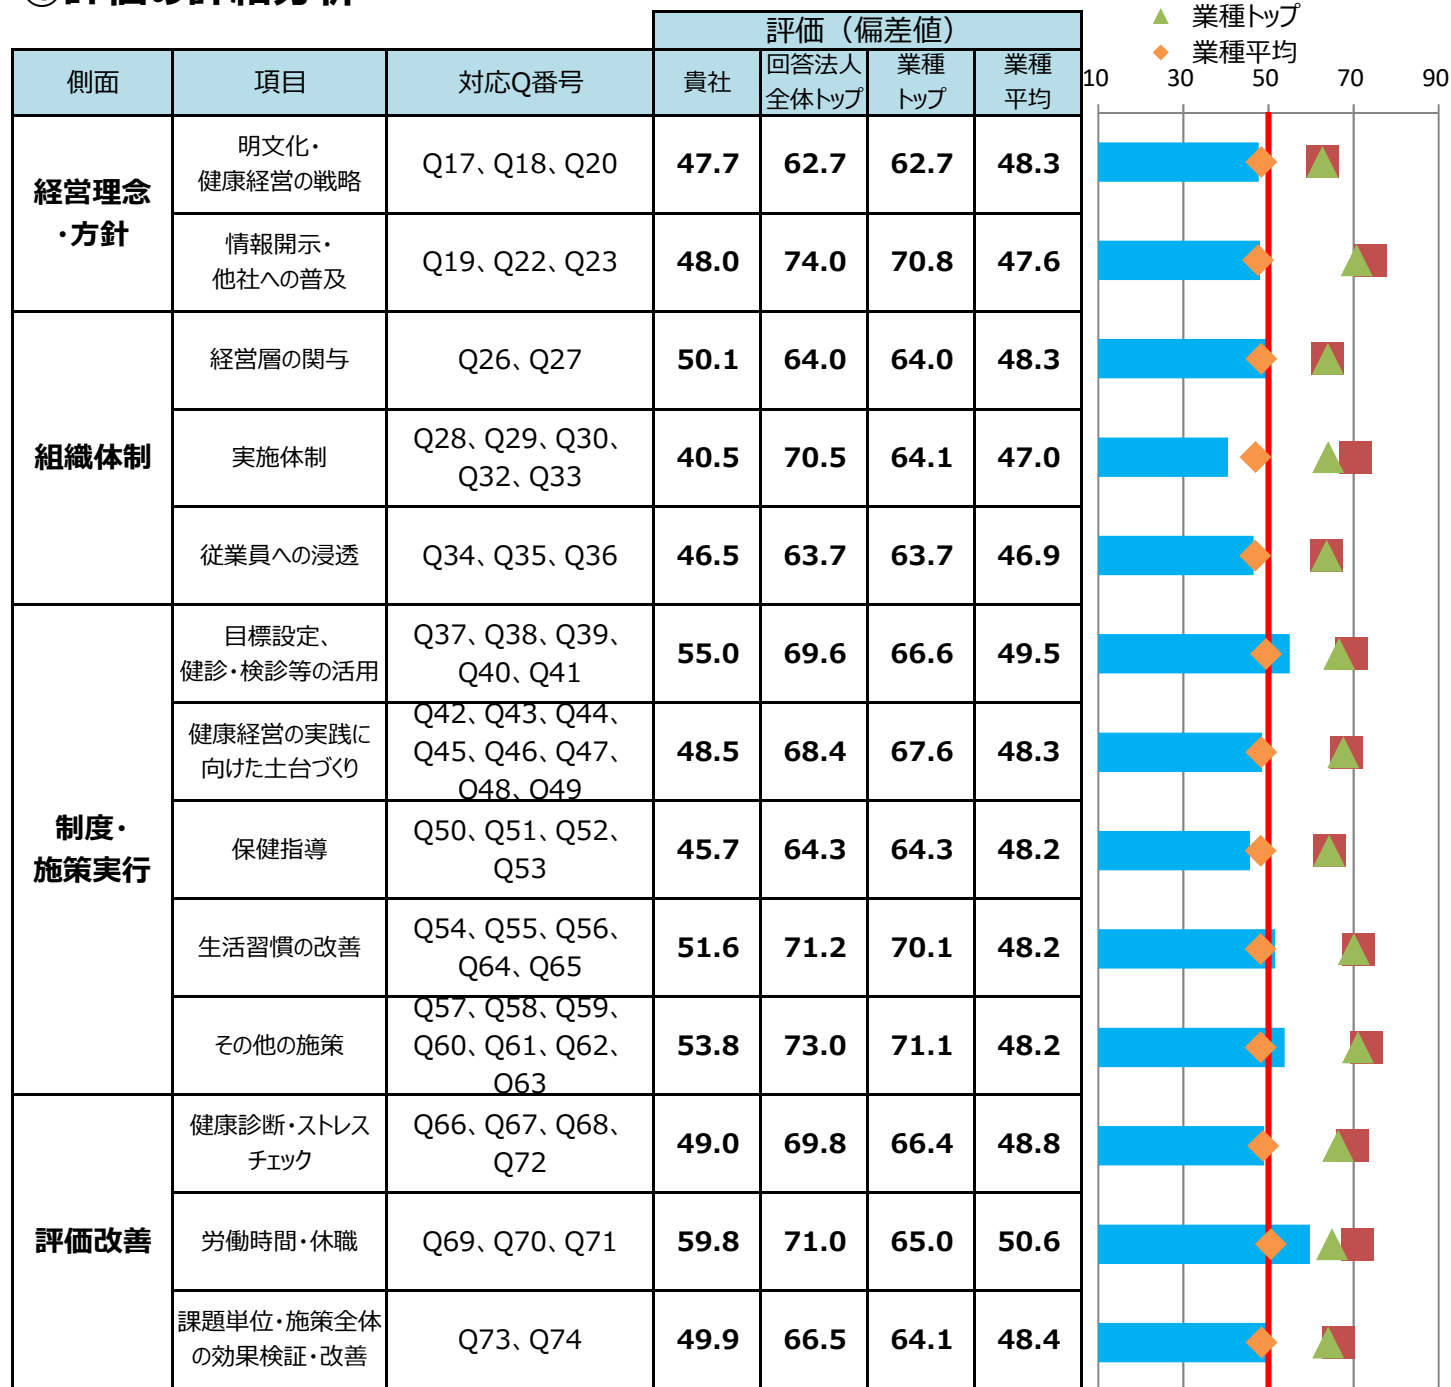 評価（偏差値）
側面 項目 対応Q番号 貴社 回答法人 業種 業種
全体トップ トップ 平均
▲ 業種トップ
◆ 業種平均
10 30 50 70 90
経営理念
・方針
明文化・
健康経営の戦略
Q17、Q18、Q20
47.7 62.7 62.7 48.3
情報開示・
他社への普及
Q19、Q22、Q23
48.0 74.0 70.8 47.6
組織体制
経営層の関与
Q26、Q27
50.1 64.0 64.0 48.3
実施体制
Q28、Q29、Q30、
Q32、Q33
40.5 70.5 64.1 47.0
従業員への浸透
Q34、Q35、Q36
46.5 63.7 63.7 46.9
制度・
施策実行
目標設定、
健診・検診等の活用
Q37、Q38、Q39、
Q40、Q41
55.0 69.6 66.6 49.5
健康経営の実践に
向けた土台づくり
Q42、Q43、Q44、
Q45、Q46、Q47、
Q48、Q49
48.5 68.4 67.6 48.3
保健指導
Q50、Q51、Q52、
Q53
45.7 64.3 64.3 48.2
生活習慣の改善
Q54、Q55、Q56、
Q64、Q65
51.6 71.2 70.1 48.2
その他の施策
Q57、Q58、Q59、
Q60、Q61、Q62、
Q63
53.8 73.0 71.1 48.2
評価改善
健康診断・ストレス
チェック
Q66、Q67、Q68、
Q72
49.0 69.8 66.4 48.8
労働時間・休職
Q69、Q70、Q71
59.8 71.0 65.0 50.6
課題単位・施策全体
の効果検証・改善
Q73、Q74
49.9 66.5 64.1 48.4